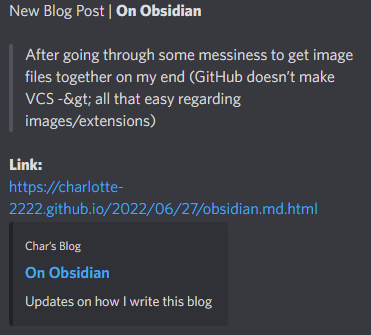 New Blog Post | On Obsidian
After going through some messiness to get image
files together on my end (GitHub doesn’t make
VCS -&gt; all that easy regarding
images/extensions)
Link:
https://charlotte-
2222.github.io/2022/06/27/obsidian.md.html
Char's Blog
On Obsidian
Updates on how I write this blog